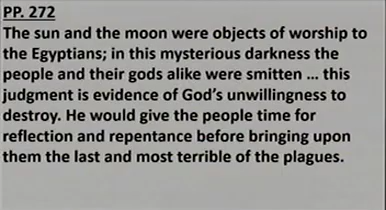 PP. 272
The sun and the moon were objects of worship to
the Egyptians; in this mysterious darkness the
people and their gods alike were smitten … this
judgment is evidence of God’s unwillingness to
destroy. He would give the people time for
reflection and repentance before bringing upon
them the last and most terrible of the plagues.